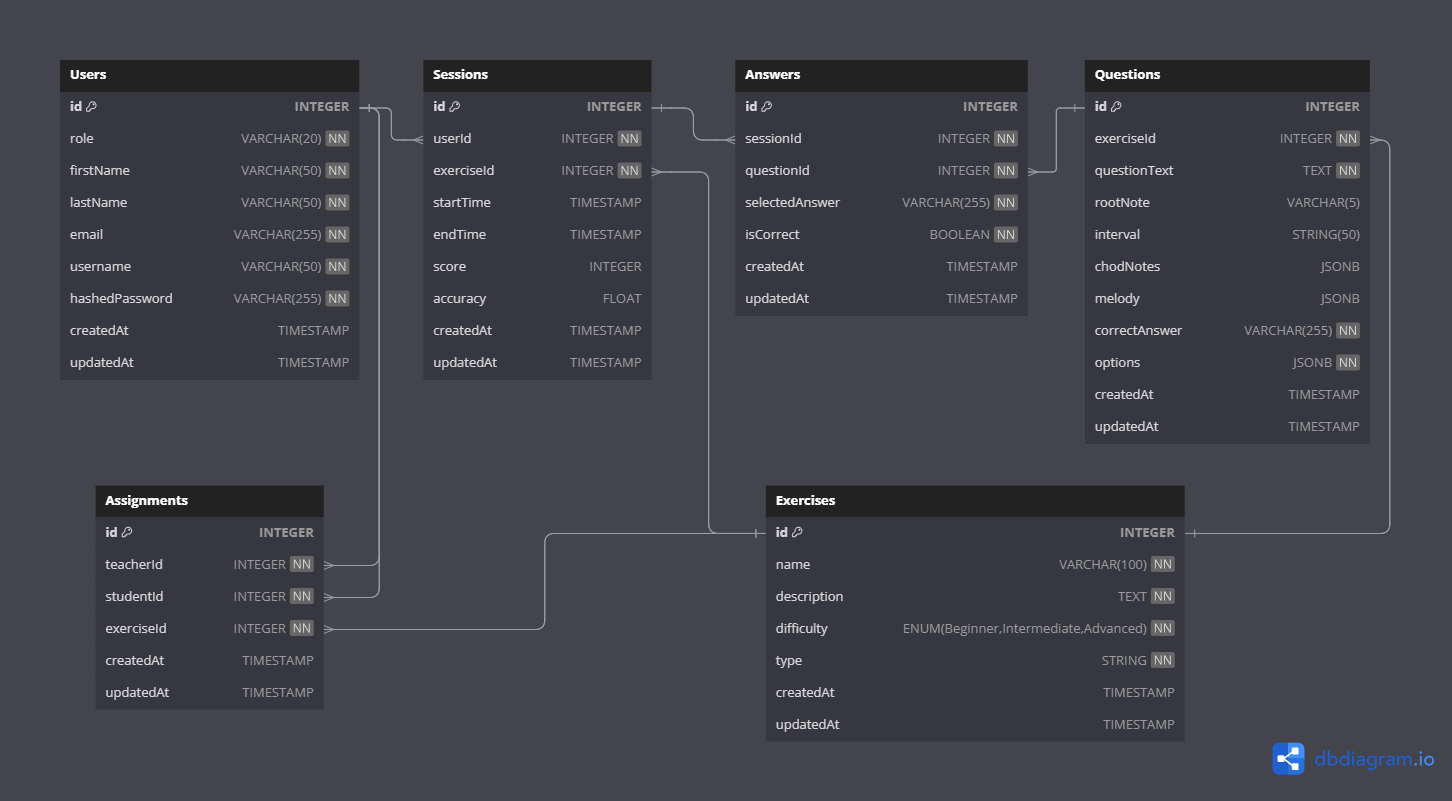 Users
id INTEGER
role VARCHAR(20) NN
firstName VARCHAR(50) NN
lastName VARCHAR(50) NN
email VARCHAR(255) NN
username VARCHAR(50) NN
hashedPassword VARCHAR(255) NN
createdAt TIMESTAMP
updatedAt TIMESTAMP
Sessions
id INTEGER
userId INTEGER NN
exerciseId INTEGER NN
startTime TIMESTAMP
endTime TIMESTAMP
score INTEGER
accuracy FLOAT
createdAt TIMESTAMP
updatedAt TIMESTAMP
Answers
id INTEGER
sessionId INTEGER NN
questionId INTEGER NN
selectedAnswer VARCHAR(255) NN
isCorrect BOOLEAN NN
createdAt TIMESTAMP
updatedAt TIMESTAMP
Questions
id INTEGER
exerciseId INTEGER NN
questionText TEXT NN
rootNote VARCHAR(5)
interval STRING(50)
chodNotes JSONB
melody JSONB
correctAnswer VARCHAR(255) NN
options JSONB NN
createdAt TIMESTAMP
updatedAt TIMESTAMP
Assignments
id INTEGER
teacherId INTEGER NN
studentId INTEGER NN
exerciseId INTEGER NN
createdAt TIMESTAMP
updatedAt TIMESTAMP
Exercises
id INTEGER
name VARCHAR(100) NN
description TEXT NN
difficulty ENUM(Beginner,Intermediate,Advanced) NN
type STRING NN
createdAt TIMESTAMP
updatedAt TIMESTAMP
dbdiagram.io